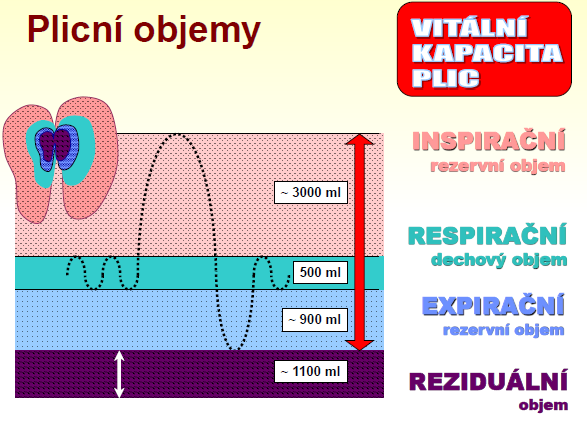 Plicní objemy
VITÁLNÍ
KAPACITA
PLIC
INSPIRAČNÍ
rezervní objem
~ 3000 ml
RESPIRAČNÍ
dechový objem
500 ml
EXPIRAČNÍ
rezervní objem
~ 900 ml
REZIDUÁLNÍ
objem
~ 1100 ml